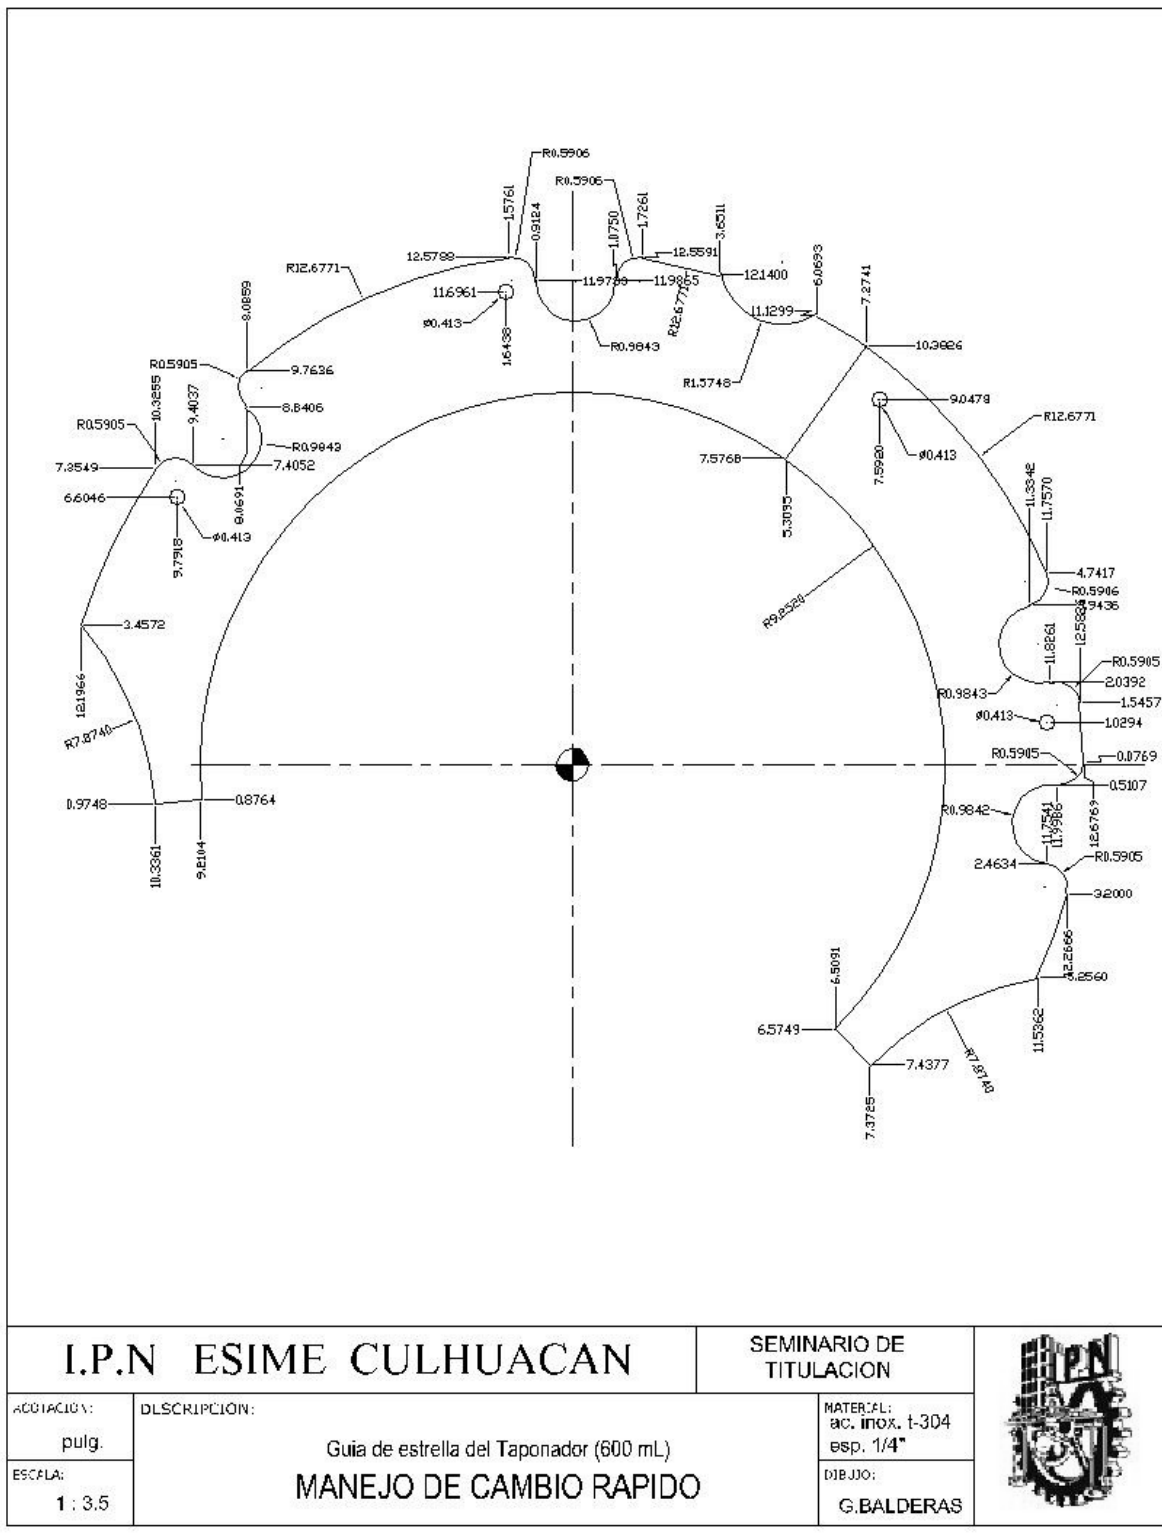 R0.5906
R0.5906
1.5761
0.9124
1.0750
1.7261
3.6511
12.5788
12.5591
6.0693
R12.6771
11.6961
11.9865
12.1400
7.2741
8.0859
Ø0.413
R12.6771
11.1299
1.6438
R0.9843
10.3826
R0.5905
9.7636
R1.5748
10.3255
9.4037
8.8406
9.0479
R12.6771
R0.5905
R0.9843
7.5768
7.5920
Ø0.413
7.3549
7.4052
6.6046
8.0691
5.3095
11.3342
11.7570
9.7918
Ø0.413
4.7417
R0.5906
R9.2520
3.4572
11.8261
R0.5905
12.1966
R0.9843
2.0392
Ø0.413
1.5457
1.0294
R7.8740
R0.5905
0.0769
0.5107
0.9748
0.8764
R0.9842
11.7541
12.6769
2.4634
R0.5905
10.3361
3.2000
6.5091
6.5749
11.5362
7.4377
R7.8740
7.3725
I.P.N ESIME CULHUACAN
SEMINARIO DE
TITULACION
I.P.N
ACOTACION:
pulg.
DESCRIPCION:
Guia de estrella del Taponador (600 mL)
MANEJO DE CAMBIO RAPIDO
MATERIAL:
ac. inox. t-304
esp. 1/4"
ESCALA:
1 : 3.5
DIBUJO:
G.BALDERAS